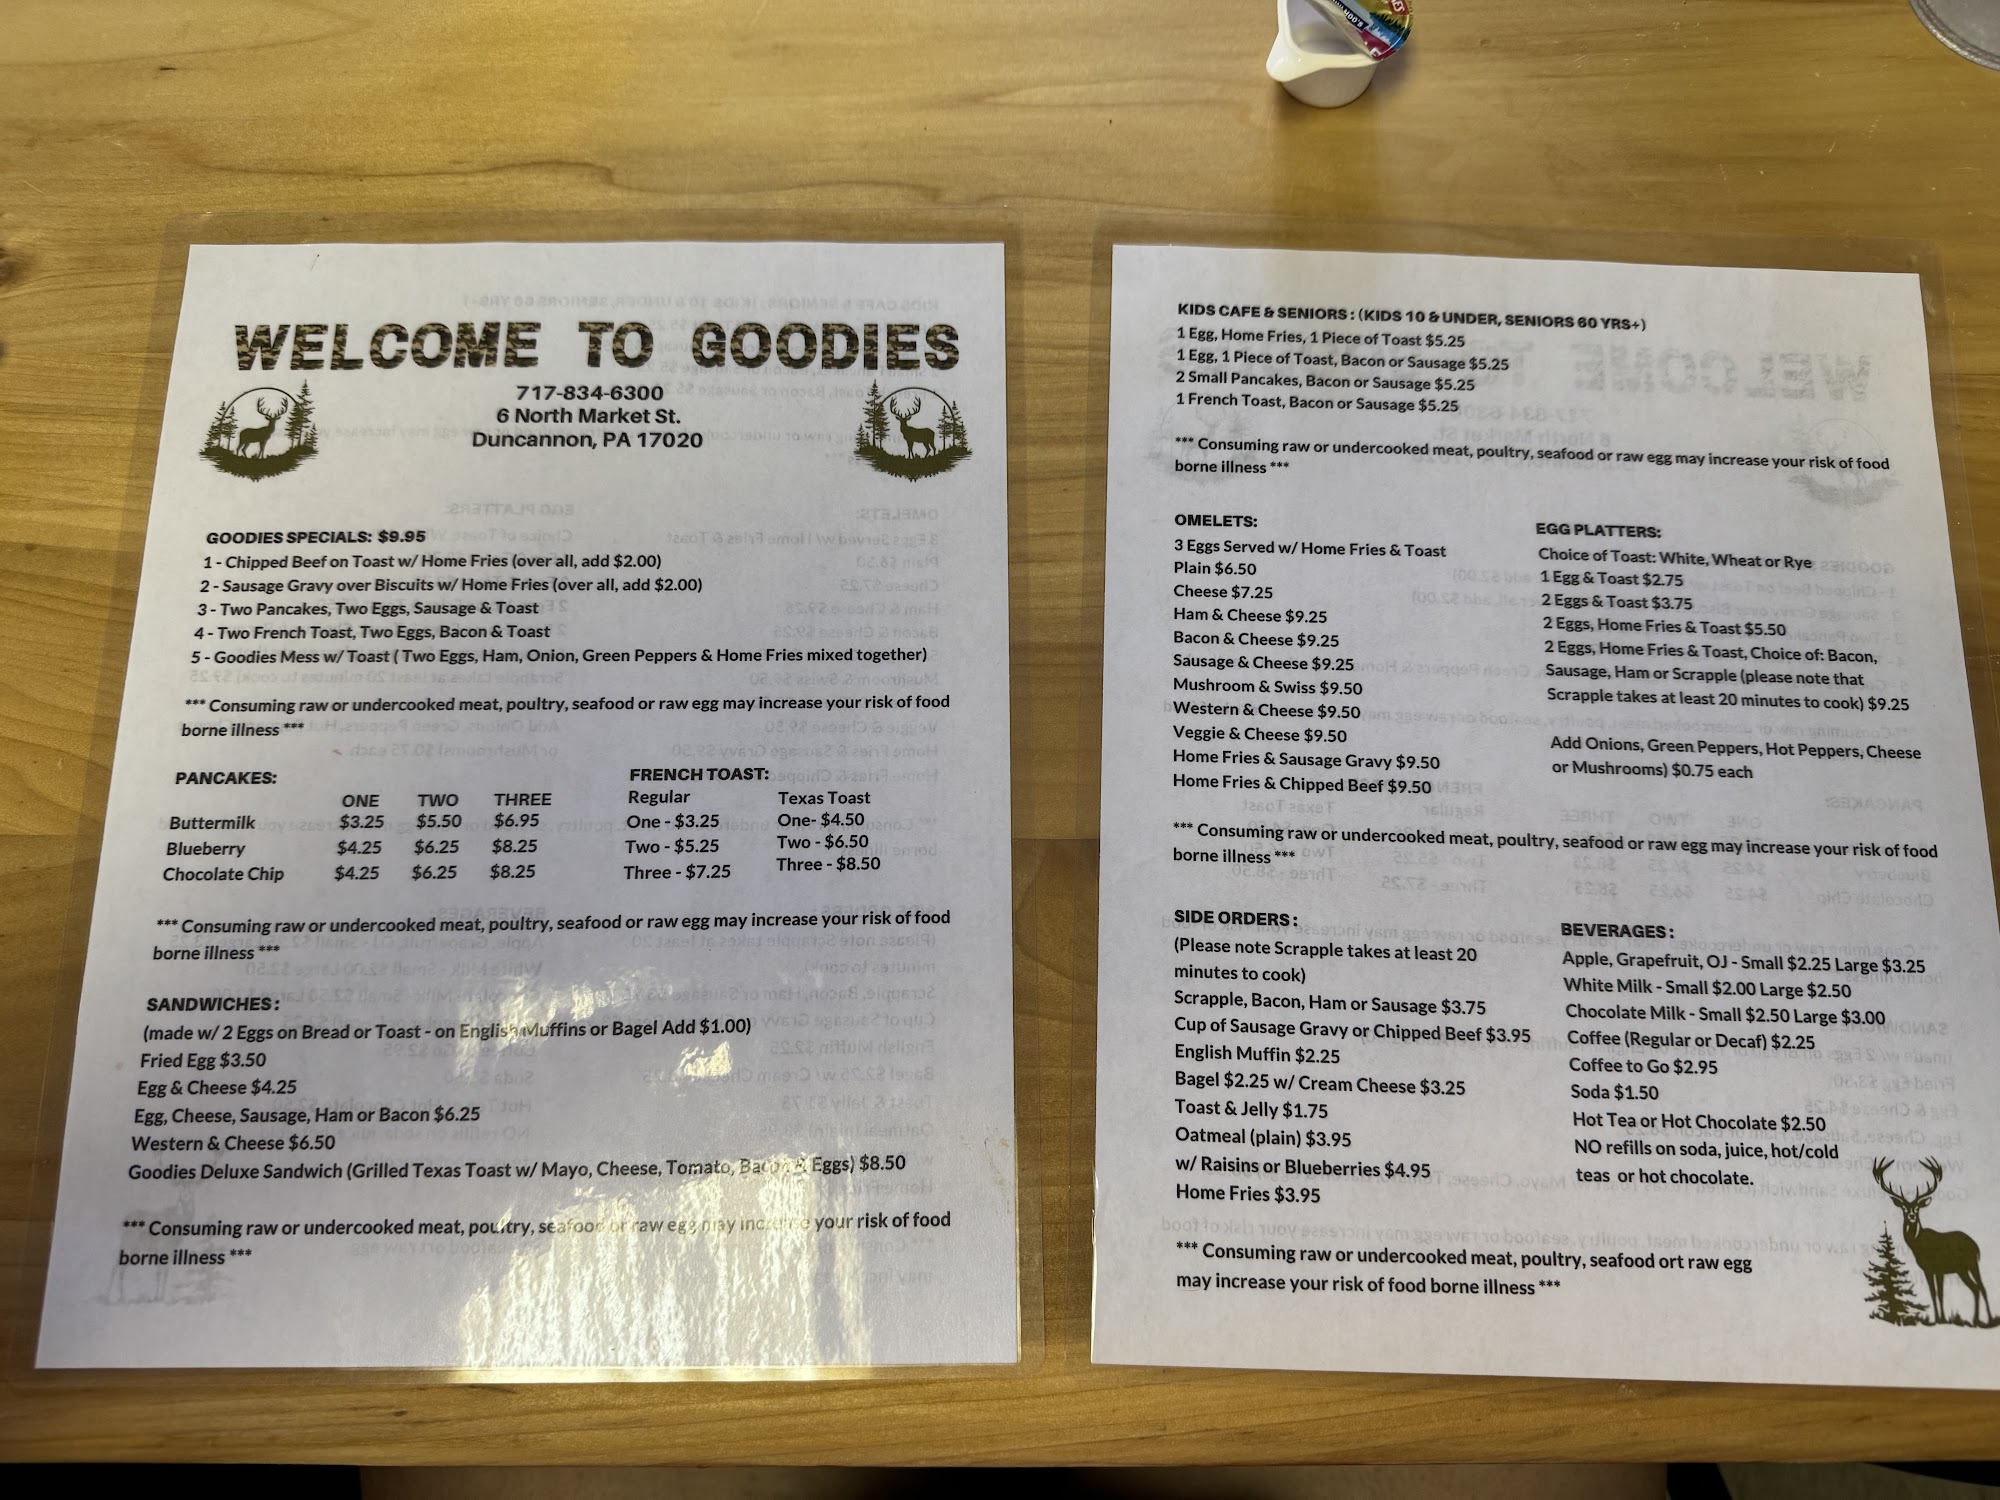 WELCOME TO GOODIES
717-834-6300
6 North Market St.
Duncannon, PA 17020
GOODIES SPECIALS: $9.95
1 - Chipped Beef on Toast w/ Home Fries (over all, add $2.00)
2 - Sausage Gravy over Biscuits w/ Home Fries (over all, add $2.00)
3 - Two Pancakes, Two Eggs, Sausage & Toast
4 - Two French Toast, Two Eggs, Bacon & Toast
5 - Goodies Mess w/ Toast ( Two Eggs, Ham, Onion, Green Peppers & Home Fries mixed together)
*** Consuming raw or undercooked meat, poultry, seafood or raw egg may increase your risk of food
borne illness ***
PANCAKES:
ONE TWO THREE
Buttermilk $3.25 $5.50 $6.95
Blueberry $4.25 $6.25 $8.25
Chocolate Chip $4.25 $6.25 $8.25
FRENCH TOAST:
Regular Texas Toast
One - $3.25 One- $4.50
Two - $5.25 Two - $6.50
Three - $7.25 Three - $8.50
*** Consuming raw or undercooked meat, poultry, seafood or raw egg may increase your risk of food
borne illness ***
SANDWICHES:
(made w/ 2 Eggs on Bread or Toast - on English Muffins or Bagel Add $1.00)
Fried Egg $3.50
Egg & Cheese $4.25
Egg, Cheese, Sausage, Ham or Bacon $6.25
Western & Cheese $6.50
Goodies Deluxe Sandwich (Grilled Texas Toast w/ Mayo, Cheese, Tomato, Bacon & Eggs) $8.50
*** Consuming raw or undercooked meat, poultry, seafood or raw egg may increase your risk of food
borne illness ***
KIDS CAFE & SENIORS : (KIDS 10 & UNDER, SENIORS 60 YRS+)
1 Egg, Home Fries, 1 Piece of Toast $5.25
1 Egg, 1 Piece of Toast, Bacon or Sausage $5.25
2 Small Pancakes, Bacon or Sausage $5.25
1 French Toast, Bacon or Sausage $5.25
*** Consuming raw or undercooked meat, poultry, seafood or raw egg may increase your risk of food
borne illness ***
OMELETS:
3 Eggs Served w/ Home Fries & Toast
Plain $6.50
Cheese $7.25
Ham & Cheese $9.25
Bacon & Cheese $9.25
Sausage & Cheese $9.25
Mushroom & Swiss $9.50
Western & Cheese $9.50
Veggie & Cheese $9.50
Home Fries & Sausage Gravy $9.50
Home Fries & Chipped Beef $9.50
EGG PLATTERS:
Choice of Toast: White, Wheat or Rye
1 Egg & Toast $2.75
2 Eggs & Toast $3.75
2 Eggs, Home Fries & Toast $5.50
2 Eggs, Home Fries & Toast, Choice of: Bacon,
Sausage, Ham or Scrapple (please note that
Scrapple takes at least 20 minutes to cook) $9.25
Add Onions, Green Peppers, Hot Peppers, Cheese
or Mushrooms) $0.75 each
*** Consuming raw or undercooked meat, poultry, seafood or raw egg may increase your risk of food
borne illness ***
SIDE ORDERS :
(Please note Scrapple takes at least 20
minutes to cook)
Scrapple, Bacon, Ham or Sausage $3.75
Cup of Sausage Gravy or Chipped Beef $3.95
English Muffin $2.25
Bagel $2.25 w/ Cream Cheese $3.25
Toast & Jelly $1.75
Oatmeal (plain) $3.95
w/ Raisins or Blueberries $4.95
Home Fries $3.95
BEVERAGES:
Apple, Grapefruit, OJ - Small $2.25 Large $3.25
White Milk - Small $2.00 Large $2.50
Chocolate Milk - Small $2.50 Large $3.00
Coffee (Regular or Decaf) $2.25
Coffee to Go $2.95
Soda $1.50
Hot Tea or Hot Chocolate $2.50
NO refills on soda, juice, hot/cold
teas or hot chocolate.
*** Consuming raw or undercooked meat, poultry, seafood ort raw egg
may increase your risk of food borne illness ***